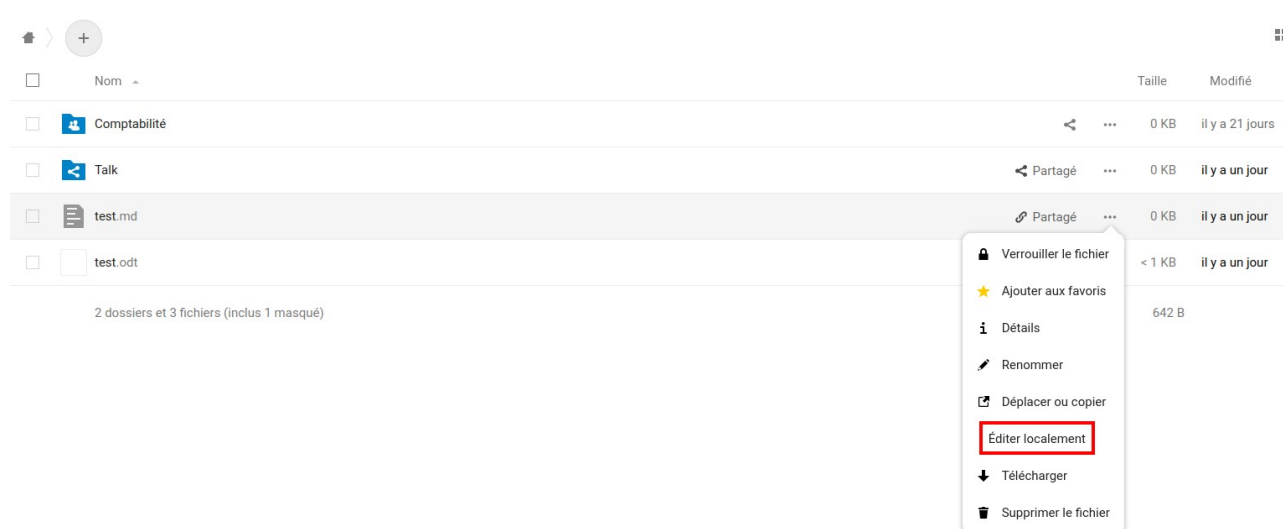 Nom Taille Modifié
Comptabilité 0 KB il y a 21 jours
Talk Partagé 0 KB il y a un jour
test.md Partagé 0 KB il y a un jour
test.odt < 1 KB il y a un jour
2 dossiers et 3 fichiers (inclus 1 masqué) 642 B
Verrouiller le fichier
Ajouter aux favoris
Détails
Renommer
Déplacer ou copier
Éditer localement
Télécharger
Supprimer le fichier